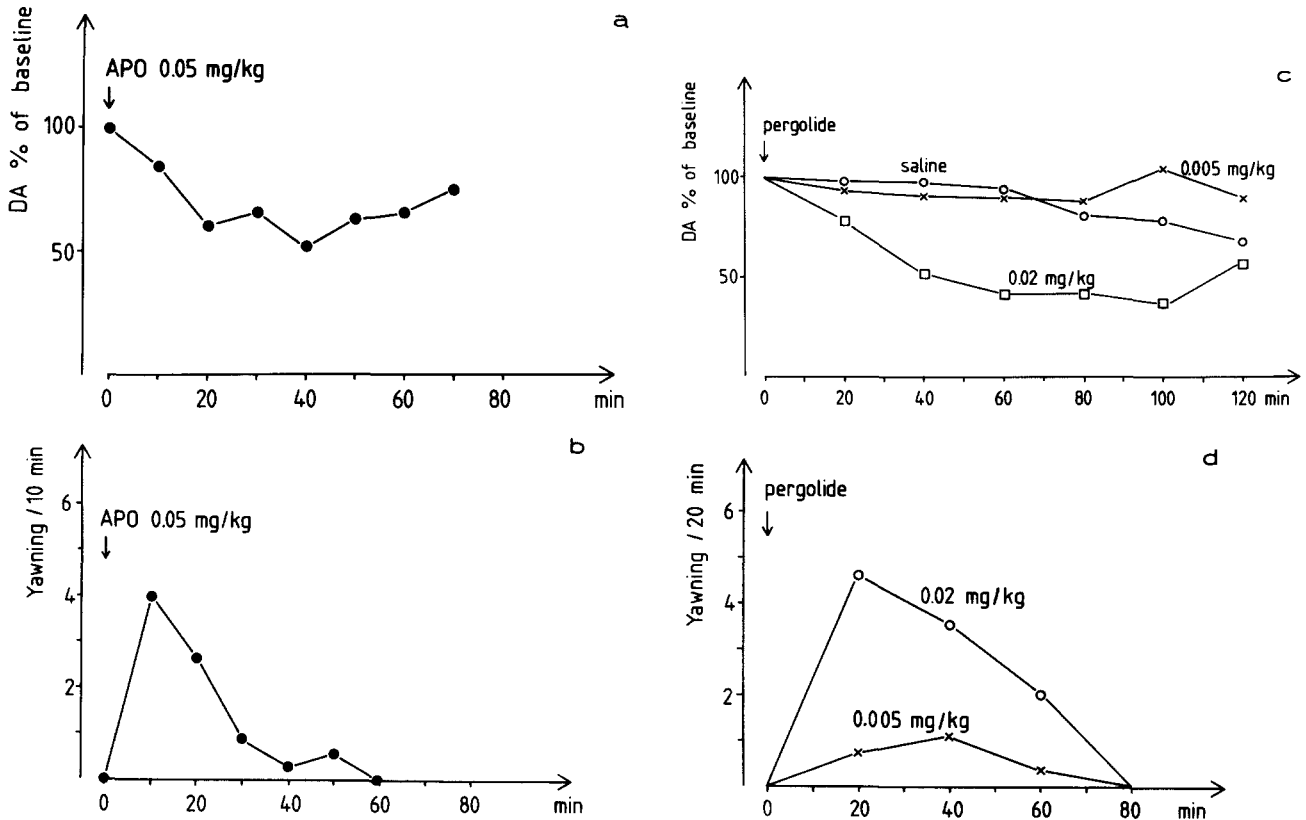 a
DA % of baseline
APO 0.05 mg/kg
100
50
0 20 40 60 80 min
b
Yawning / 10 min
APO 0.05 mg/kg
6
4
2
0 20 40 60 80 min
c
DA % of baseline
pergolide
saline
0.005 mg/kg
100
0.02 mg/kg
50
0 20 40 60 80 100 120 min
d
Yawning / 20 min
pergolide
6
4
2
0.02 mg/kg
0.005 mg/kg
0 20 40 60 80 min